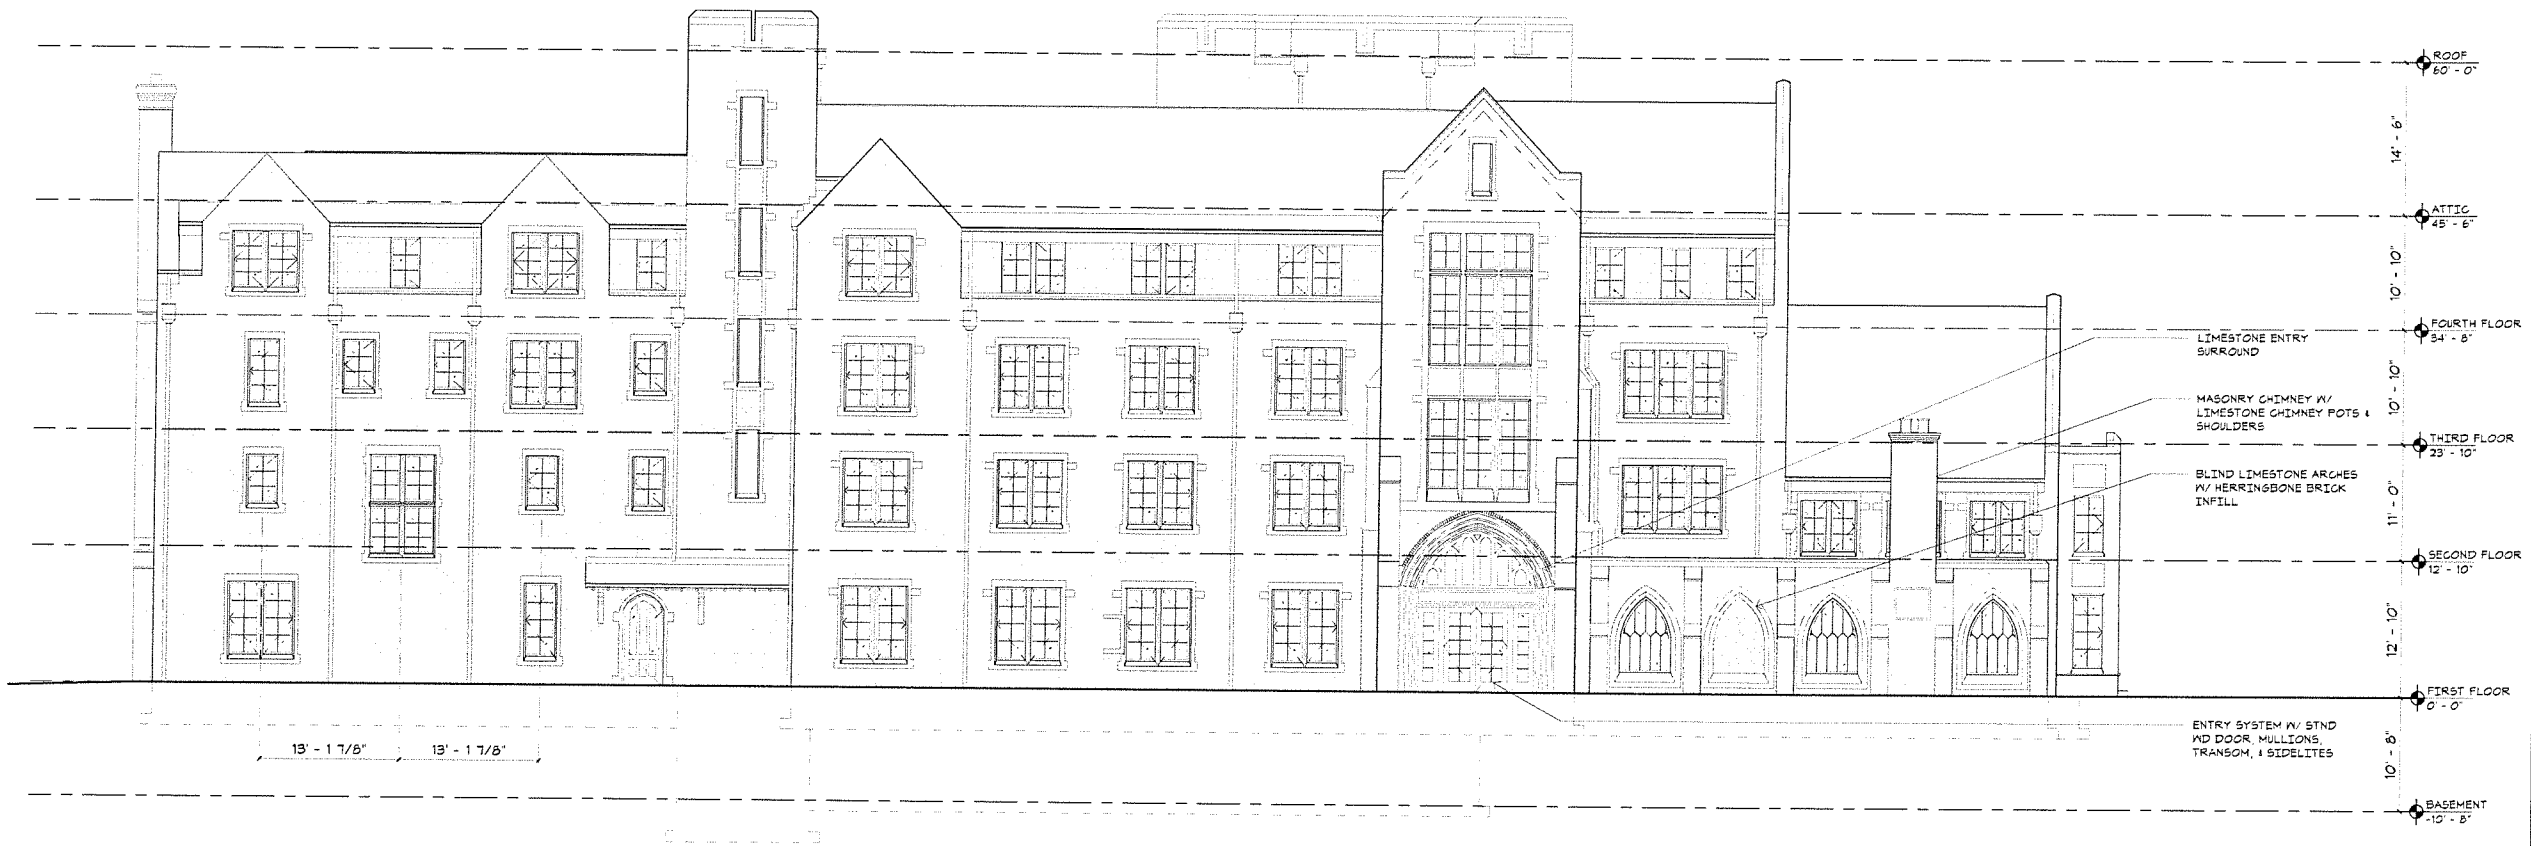 ROOF
60' - 0"
14' - 6"
ATTIC
45' - 6"
10' - 10"
FOURTH FLOOR
34' - 8"
LIMESTONE ENTRY
SURROUND
10' - 10"
MASONRY CHIMNEY W/
LIMESTONE CHIMNEY POTS &
SHOULDERS
THIRD FLOOR
23' - 10"
BLIND LIMESTONE ARCHES
W/ HERRINGBONE BRICK
INFILL
11' - 0"
SECOND FLOOR
12' - 10"
12' - 10"
FIRST FLOOR
0' - 0"
ENTRY SYSTEM W/ STND
WD DOOR, MULLIONS,
TRANSOM, & SIDELITES
13' - 1 7/8"
13' - 1 7/8"
10' - 8"
BASEMENT
-10' - 8"